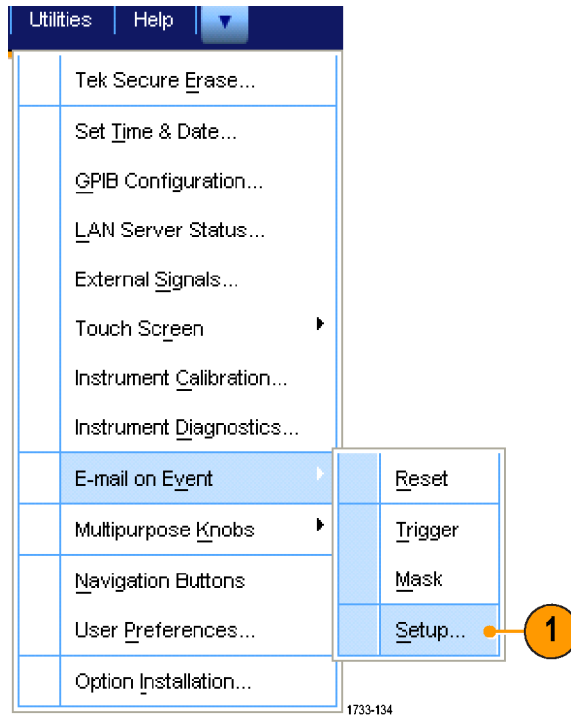 Utilities Help
Tek Secure Erase...
Set Time & Date...
GPIB Configuration...
LAN Server Status...
External Signals...
Touch Screen
Instrument Calibration...
Instrument Diagnostics...
E-mail on Event
Reset
Multipurpose Knobs
Trigger
Navigation Buttons
Mask
User Preferences...
Setup...
1
Option Installation...
1733-134